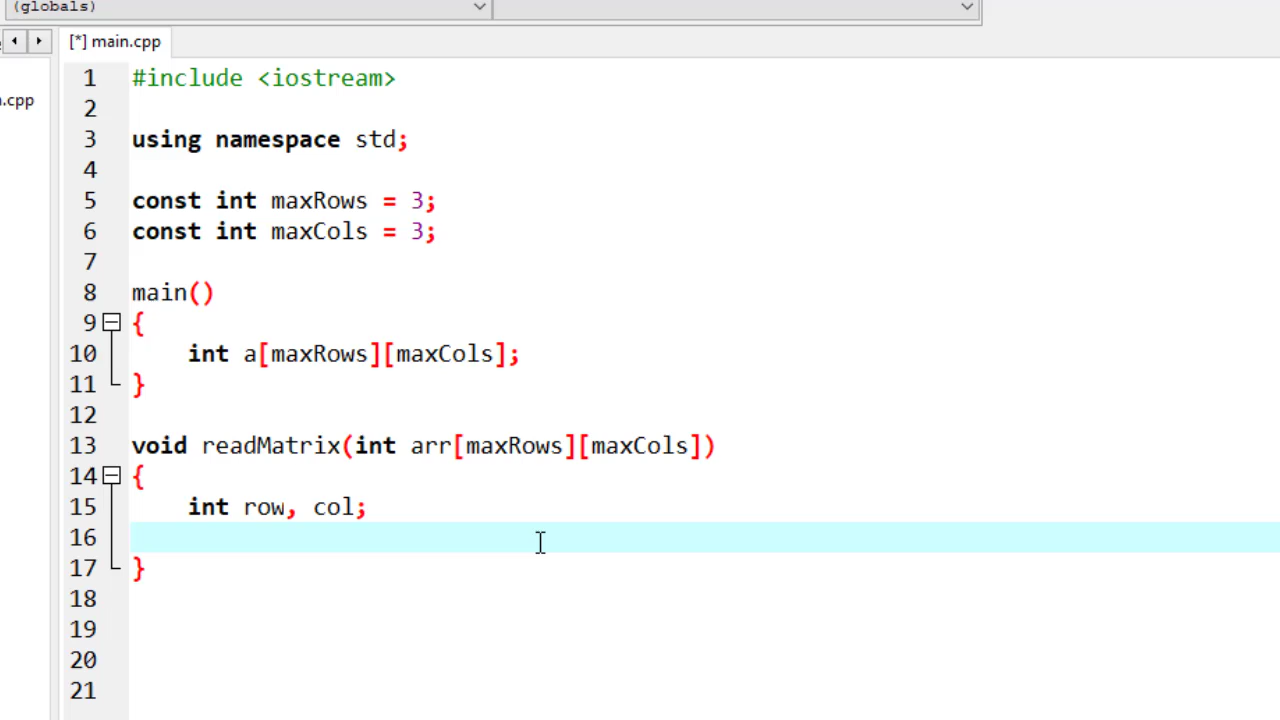 (globals)
[*] main.cpp
.cpp
1 #include <iostream>
2
3 using namespace std;
4
5 const int maxRows = 3;
6 const int maxCols = 3;
7
8 main()
9 {
10 int a[maxRows][maxCols];
11 }
12
13 void readMatrix(int arr[maxRows][maxCols])
14 {
15 int row, col;
16
17 }
18
19
20
21